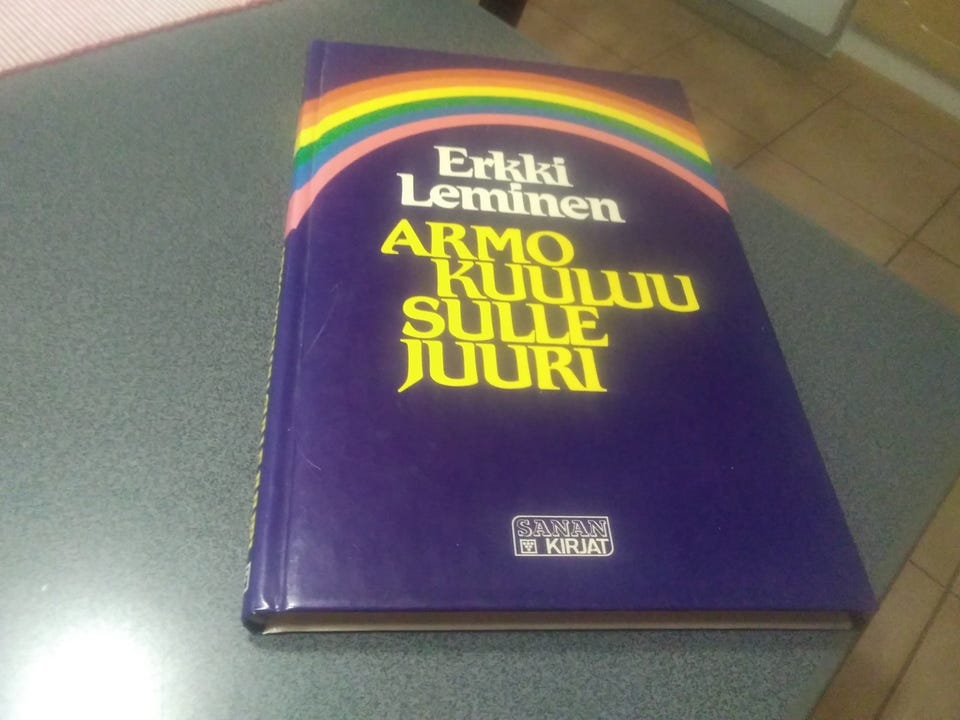 Erkki
Leminen
ARMO
KUULUU
SULLE
JUURI
SANAN
KIRJAT